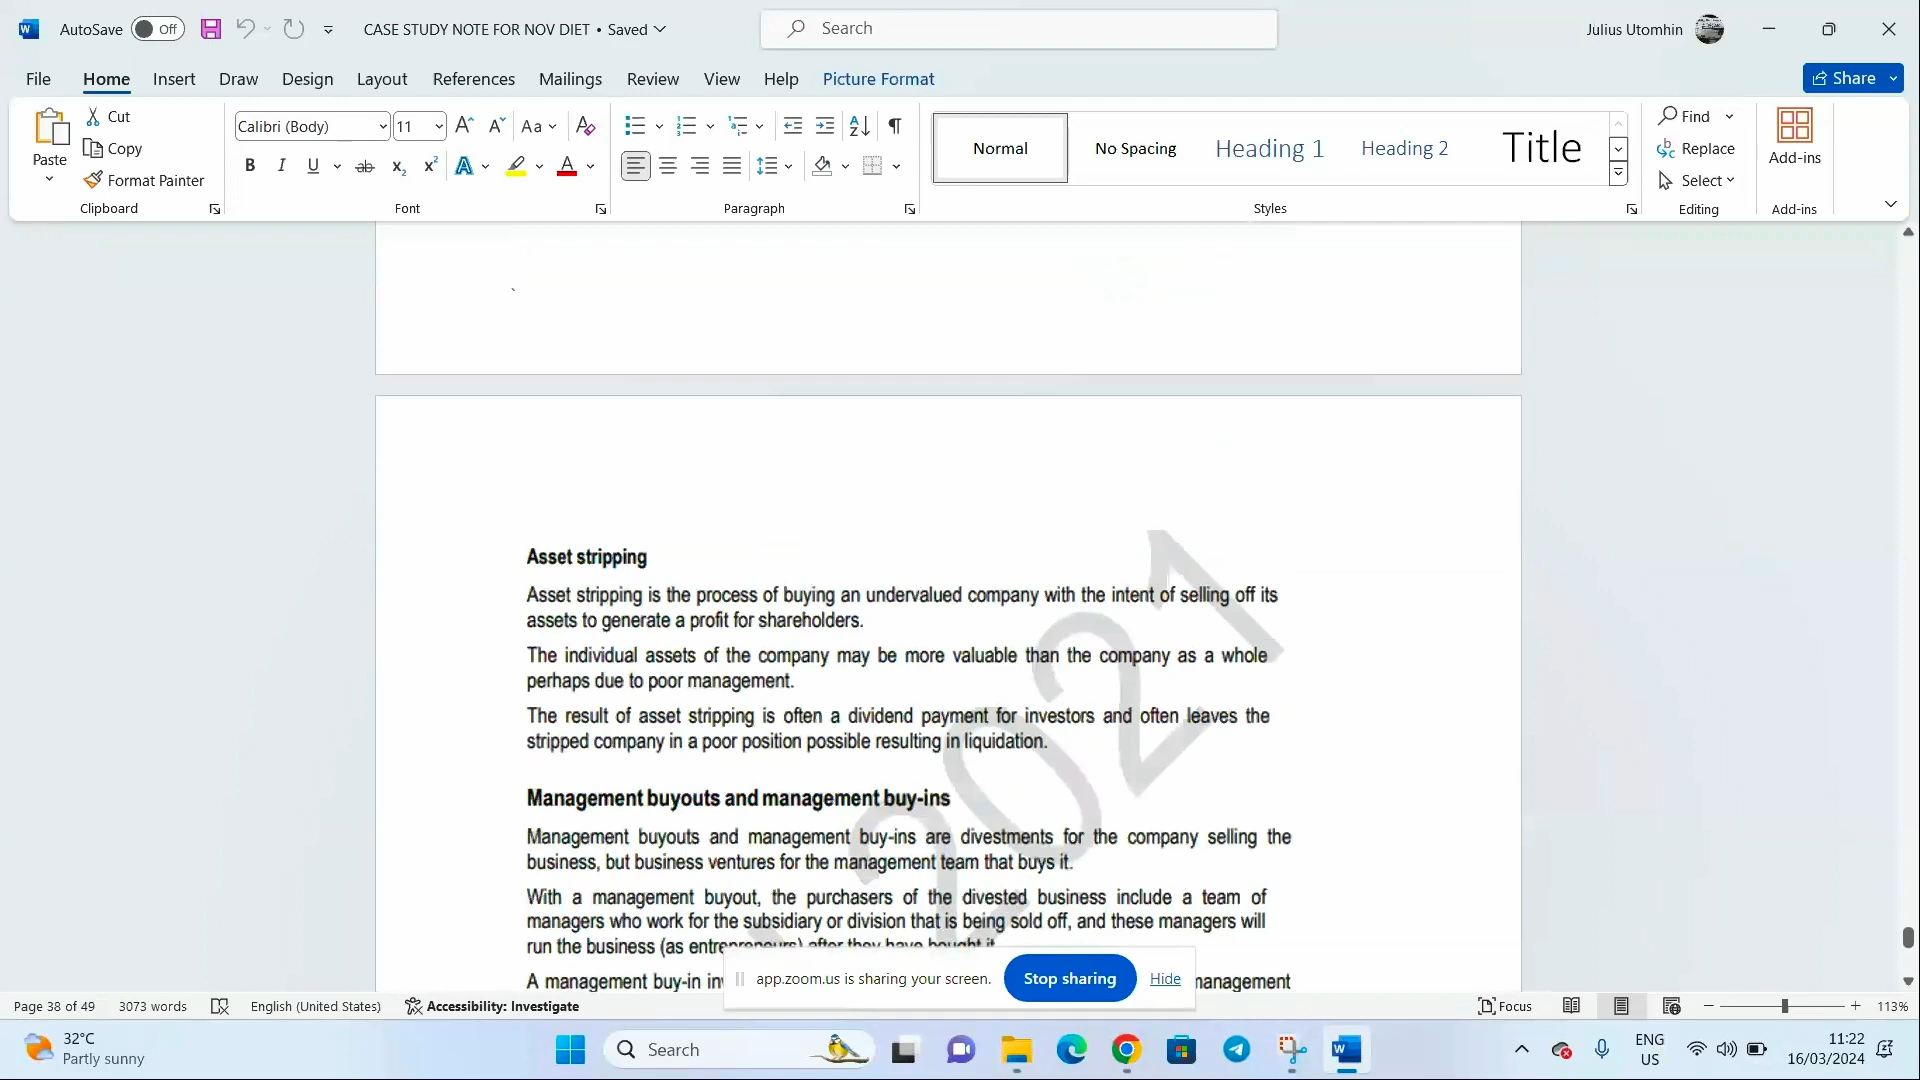 AutoSave Off CASE STUDY NOTE FOR NOV DIET • Saved Search Julius Utomhin
File Home Insert Draw Design Layout References Mailings Review View Help Picture Format Share
Paste Cut Copy Format Painter
Calibri (Body) 11 Aa
B I U ab x₂ x² A A
Normal No Spacing Heading 1 Heading 2 Title
Find Replace Select Add-ins
Clipboard Font Paragraph Styles Editing Add-ins
`
Asset stripping
Asset stripping is the process of buying an undervalued company with the intent of selling off its
assets to generate a profit for shareholders.
The individual assets of the company may be more valuable than the company as a whole
perhaps due to poor management.
The result of asset stripping is often a dividend payment for investors and often leaves the
stripped company in a poor position possible resulting in liquidation.
Management buyouts and management buy-ins
Management buyouts and management buy-ins are divestments for the company selling the
business, but business ventures for the management team that buys it.
With a management buyout, the purchasers of the divested business include a team of
managers who work for the subsidiary or division that is being sold off, and these managers will
run the business (as entrepreneurs) after they have bought it
A management buy-in management
2021
app.zoom.us is sharing your screen. Stop sharing Hide
Page 38 of 49 3073 words English (United States) Accessibility: Investigate Focus 113%
32°C
Partly sunny
Search
ENG
US
11:22
16/03/2024